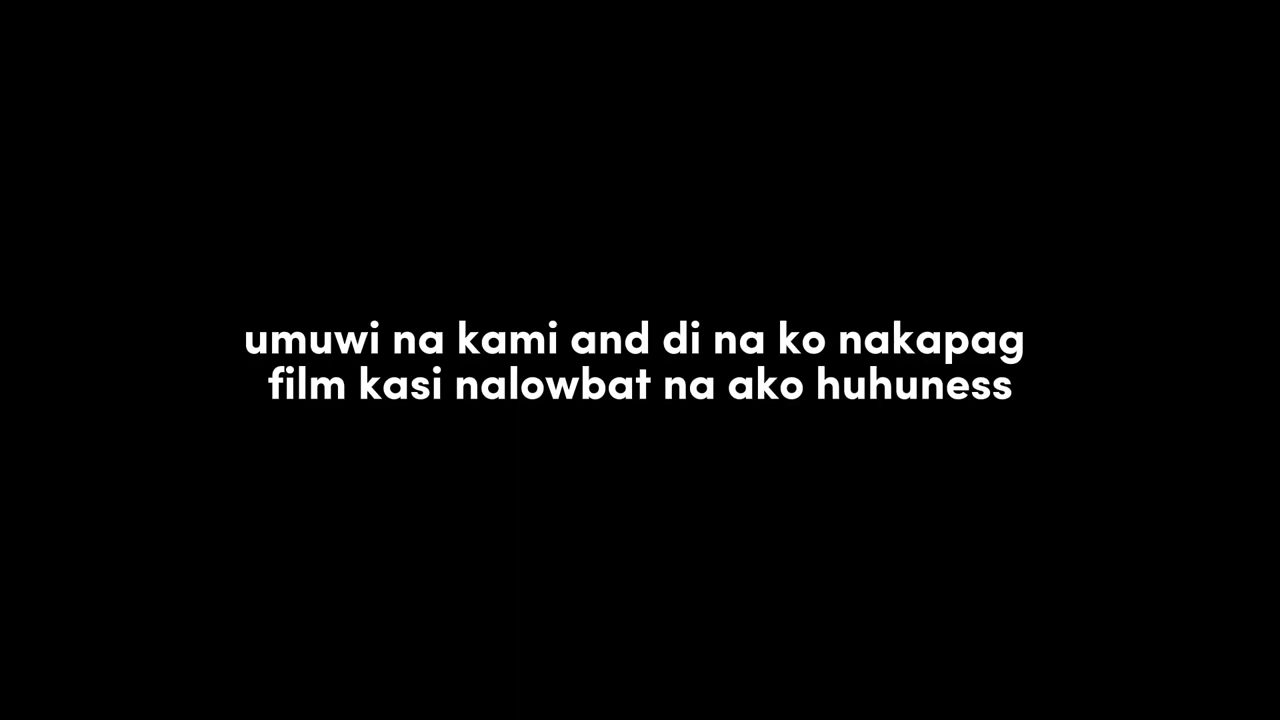 umuwi na kami and di na ko nakapag
film kasi nalowbat na ako huhuness